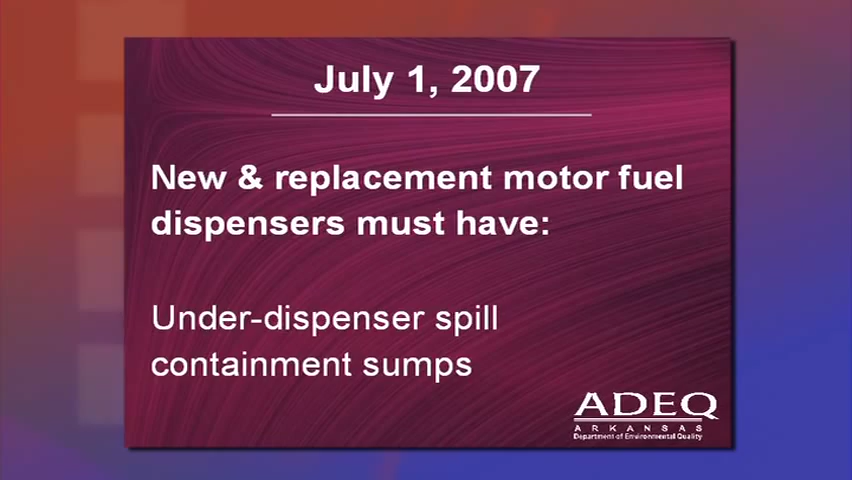 July 1, 2007
New & replacement motor fuel
dispensers must have:
Under-dispenser spill
containment sumps
ADEQ
ARKANSAS
Department of Environmental Quality